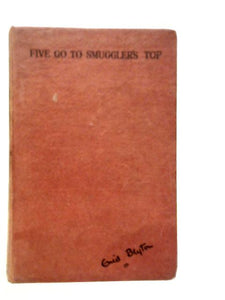 FIVE GO TO SMUGGLER'S TOP
Enid Blyton